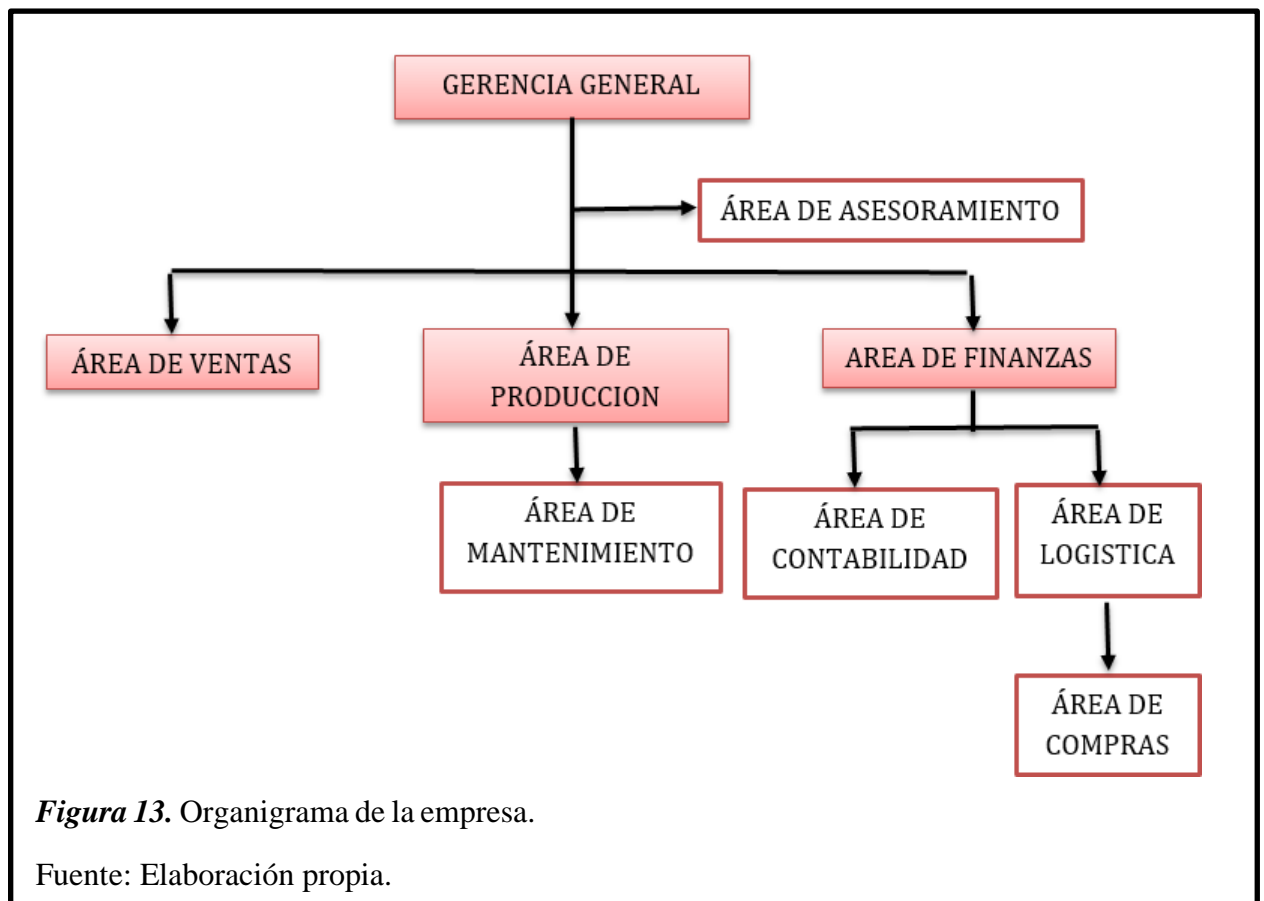 GERENCIA GENERAL
ÁREA DE ASESORAMIENTO
ÁREA DE VENTAS
ÁREA DE
PRODUCCION
AREA DE FINANZAS
ÁREA DE
MANTENIMIENTO
ÁREA DE
CONTABILIDAD
ÁREA DE
LOGISTICA
ÁREA DE
COMPRAS
Figura 13. Organigrama de la empresa.
Fuente: Elaboración propia.